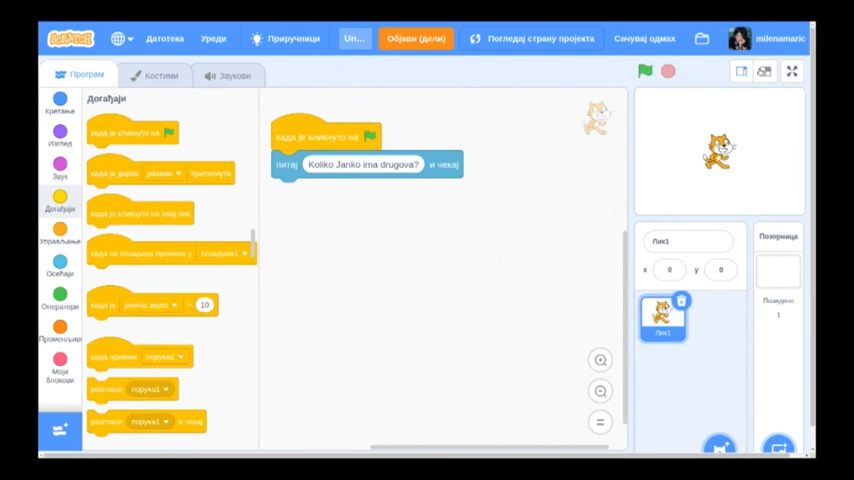 SCRATCH
Датотека
Уреди
Приручници
Un...
Објави (дели)
Погледај страну пројекта
Сачувај одмах
milenamaric
Програм
Костими
Звукови
Кретање
Изглед
Звук
Догађаји
Управљање
Осећаји
Оператори
Променљиве
Моји блокови
Догађаји
када је кликнуто на
када је дирка размак притиснута
када је кликнуто на овај лик
када се позадина промени у позадина1
када је јачина звука > 10
када примим порука1
разгласи порука1
разгласи порука1 и чекај
када је кликнуто на
питај Koliko Janko ima drugova? и чекај
Лик1
x 0 y 0
Лик1
Позорница
Позадине
1